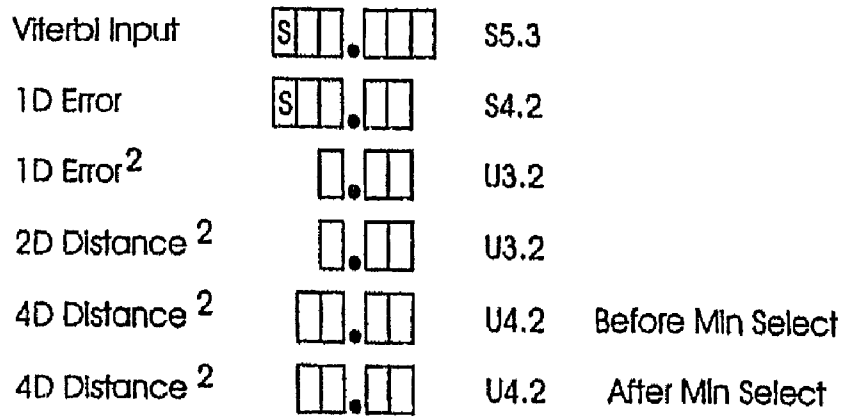 Viterbi Input S S5.3
1D Error S S4.2
1D Error2 U3.2
2D Distance 2 U3.2
4D Distance 2 U4.2 Before Min Select
4D Distance 2 U4.2 After Min Select